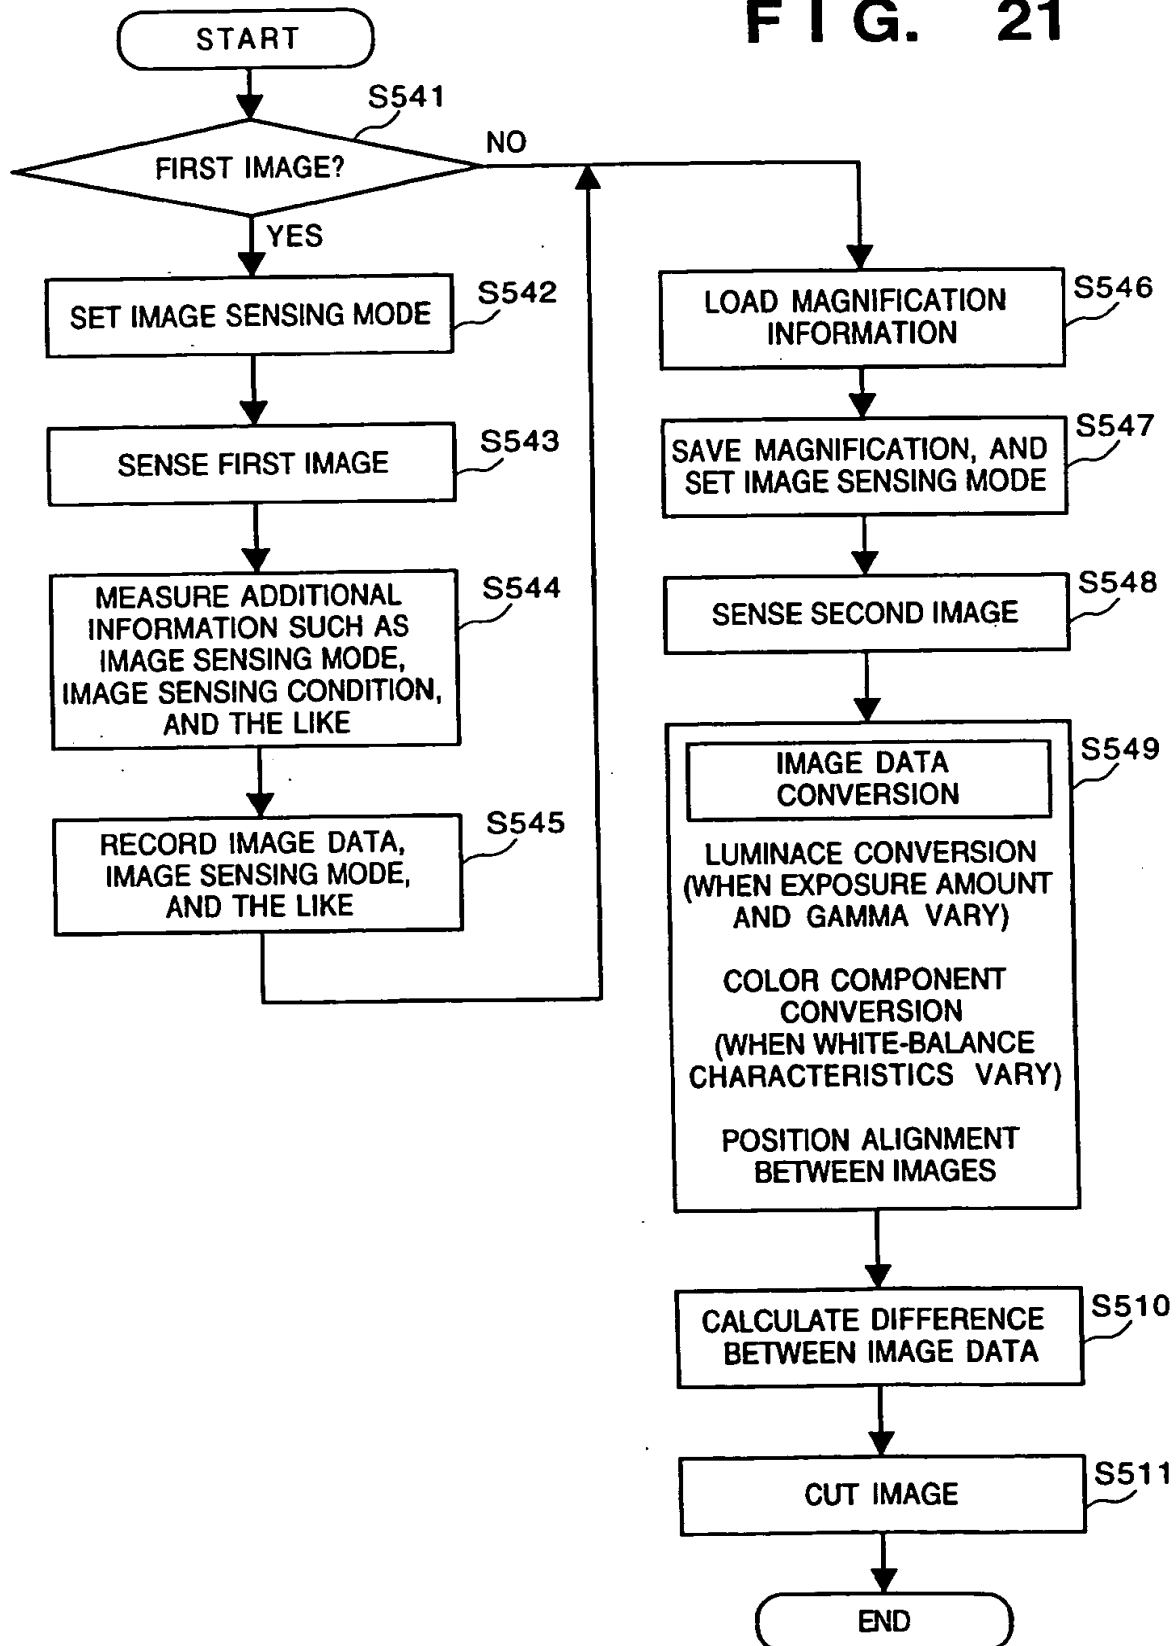 FIG. 21
START
S541
FIRST IMAGE?
NO
YES
SET IMAGE SENSING MODE
S542
SENSE FIRST IMAGE
S543
MEASURE ADDITIONAL
INFORMATION SUCH AS
IMAGE SENSING MODE,
IMAGE SENSING CONDITION,
AND THE LIKE
S544
RECORD IMAGE DATA,
IMAGE SENSING MODE,
AND THE LIKE
S545
LOAD MAGNIFICATION
INFORMATION
S546
SAVE MAGNIFICATION, AND
SET IMAGE SENSING MODE
S547
SENSE SECOND IMAGE
S548
IMAGE DATA
CONVERSION
S549
LUMINACE CONVERSION
(WHEN EXPOSURE AMOUNT
AND GAMMA VARY)
COLOR COMPONENT
CONVERSION
(WHEN WHITE-BALANCE
CHARACTERISTICS VARY)
POSITION ALIGNMENT
BETWEEN IMAGES
CALCULATE DIFFERENCE
BETWEEN IMAGE DATA
S510
CUT IMAGE
S511
END